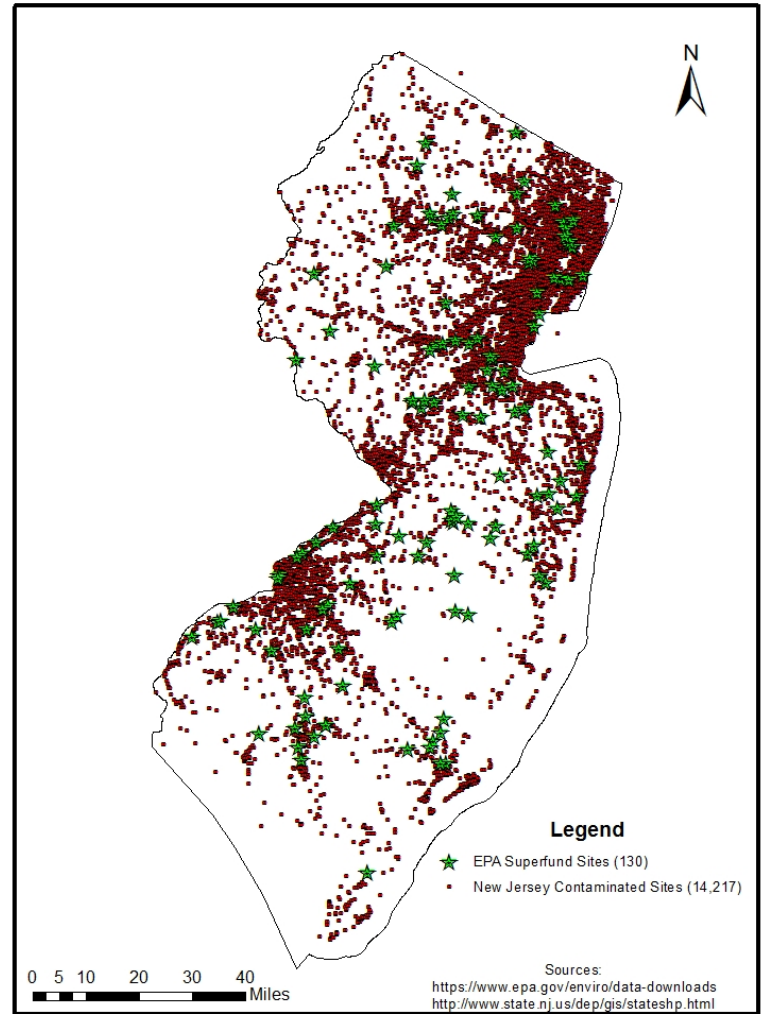 N
Legend
EPA Superfund Sites (130)
New Jersey Contaminated Sites (14,217)
0 5 10 20 30 40
Miles
Sources:
https://www.epa.gov/enviro/data-downloads
http://www.state.nj.us/dep/gis/stateshp.html